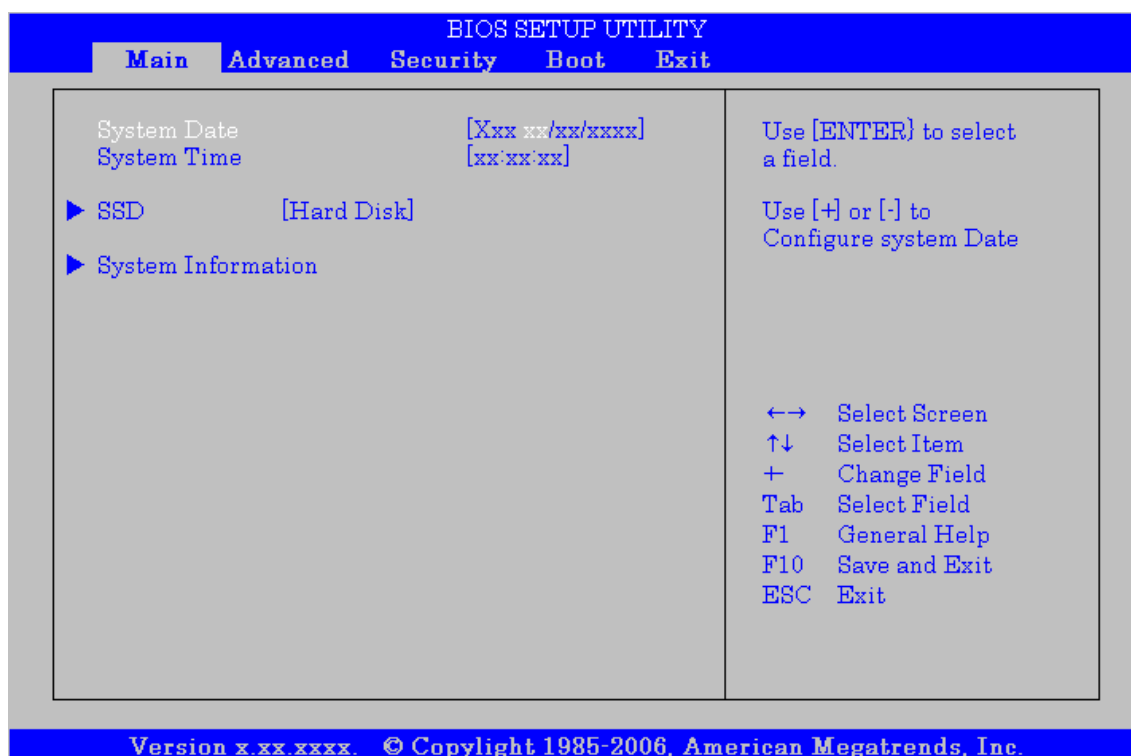 BIOS SETUP UTILITY
Main Advanced Security Boot Exit
System Date [Xxx xx/xx/xxxx]
System Time [xx:xx:xx]
▶ SSD [Hard Disk]
▶ System Information
Use [ENTER} to select
a field.
Use [+] or [-] to
Configure system Date
←→ Select Screen
↑↓ Select Item
+- Change Field
Tab Select Field
F1 General Help
F10 Save and Exit
ESC Exit
Version x.xx.xxxx. © Copylight 1985-2006, American Megatrends, Inc.